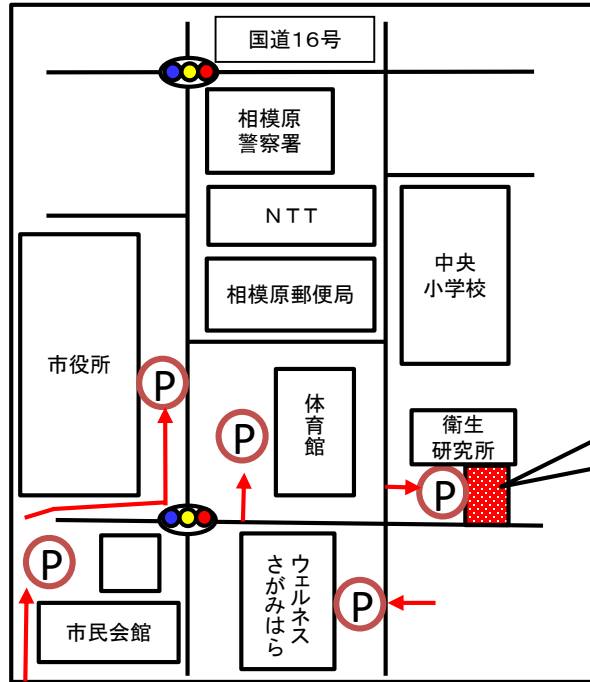 国道16号
相模原
警察署
ＮＴＴ
相模原郵便局
中央
小学校
市役所
P
P
体育館
衛生
研究所
P
P
市民会館
ウェルネス
さがみはら
P